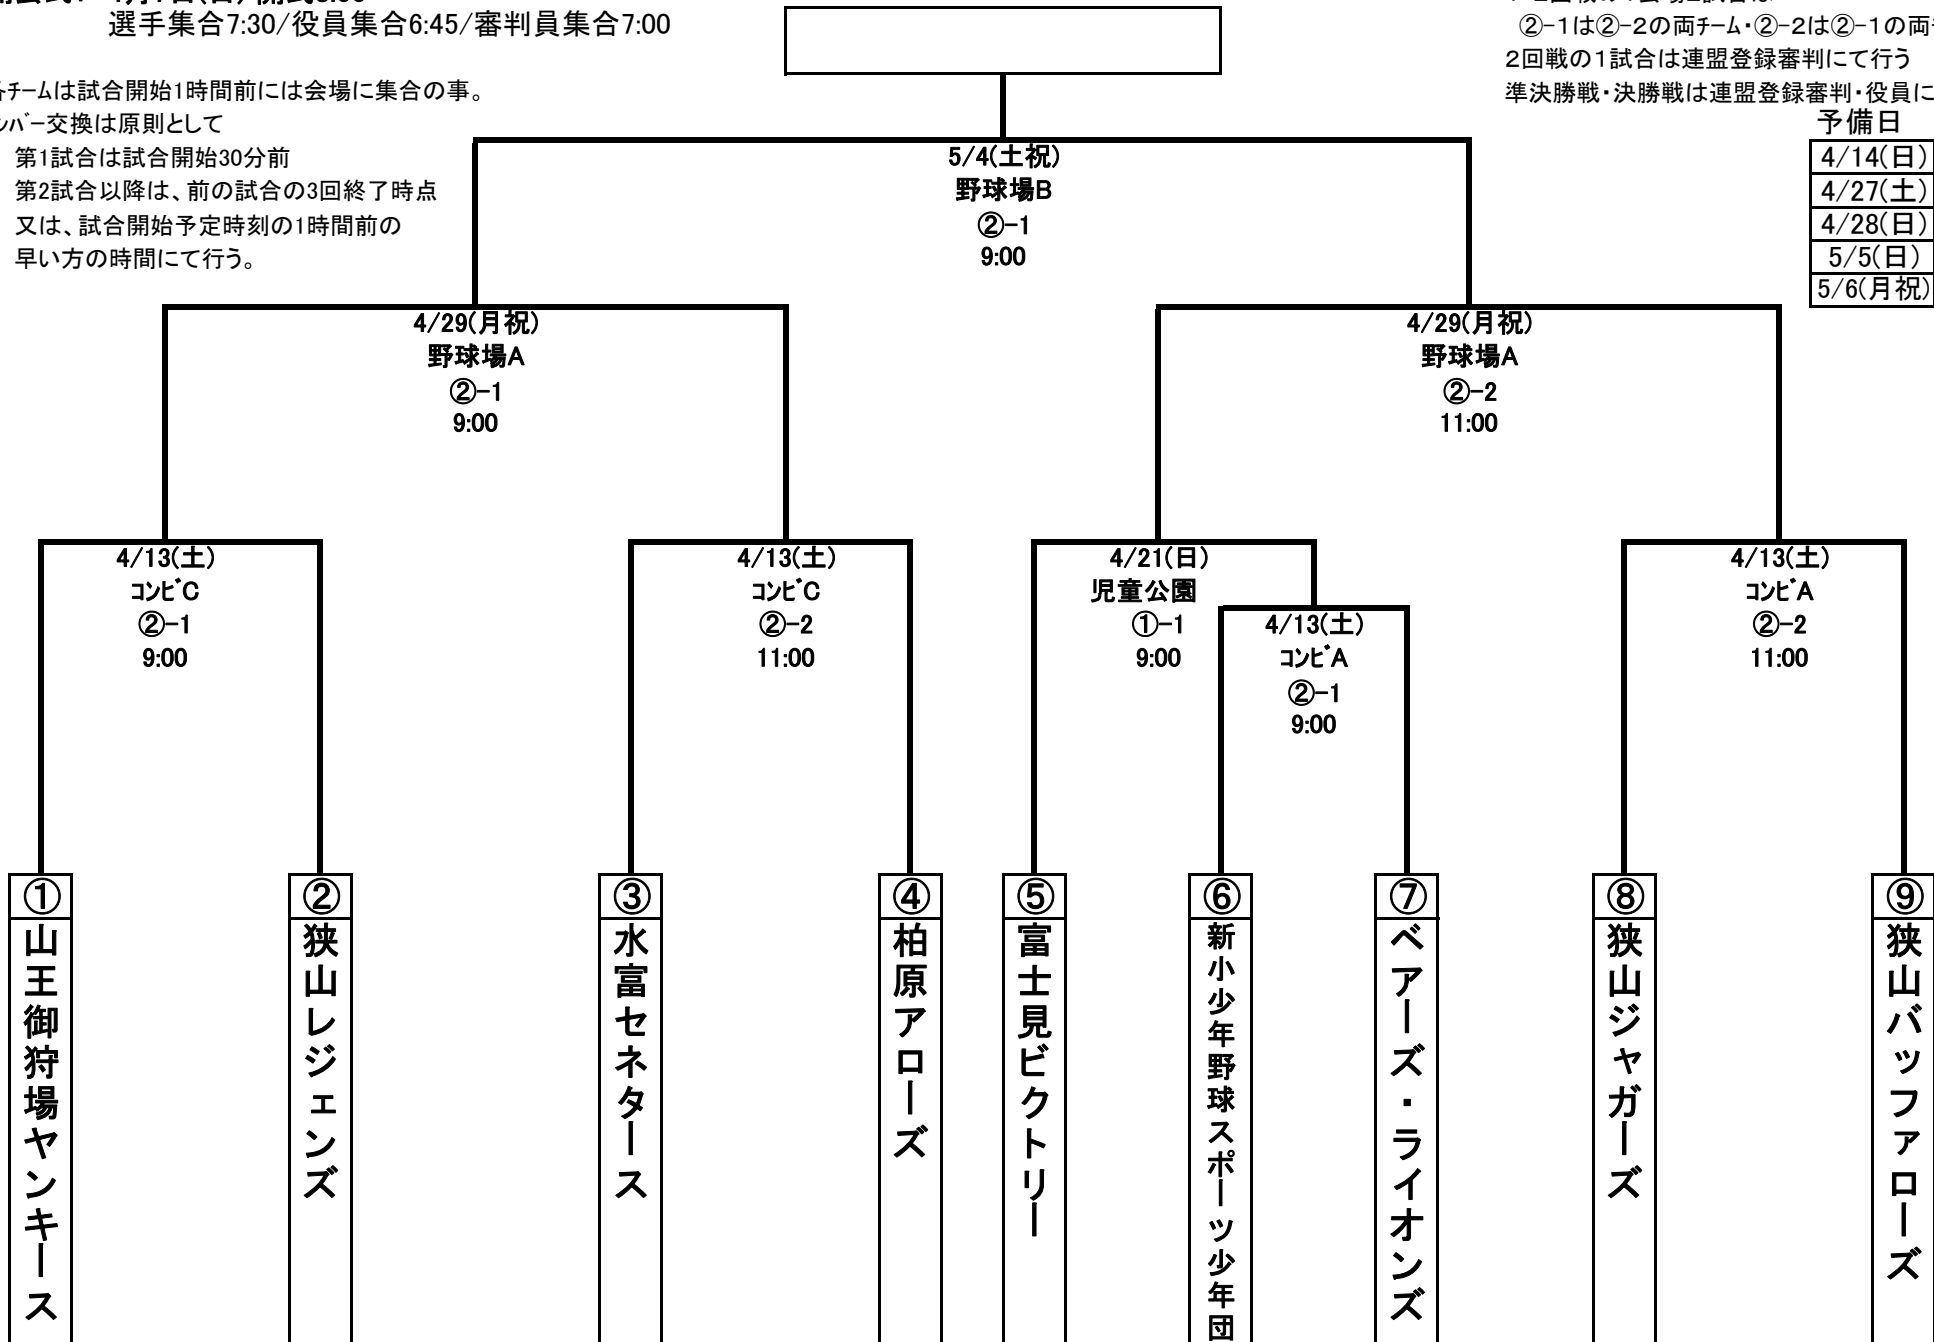 選手集合7:30/役員集合6:45/審判員集合7:00
②-1は②-2の両チーム・②-2は②-1の両
2回戦の1試合は連盟登録審判にて行う
チームは試合開始1時間前には会場に集合の事。
準決勝戦・決勝戦は連盟登録審判・役員に
バー交換は原則として
第1試合は試合開始30分前
第2試合以降は、前の試合の3回終了時点
又は、試合開始予定時刻の1時間前の
早い方の時間にて行う。
予備日
4/14(日)
4/27(土)
4/28(日)
5/5(日)
5/6(月祝)
5/4(土祝)
野球場B
②-1
9:00
4/29(月祝)
野球場A
②-1
9:00
4/29(月祝)
野球場A
②-2
11:00
4/13(土)
コンビC
②-1
9:00
4/13(土)
コンビC
②-2
11:00
4/21(日)
児童公園
①-1
9:00
4/13(土)
コンビA
②-1
9:00
4/13(土)
コンビA
②-2
11:00
①
山王御狩場ヤンキース
②
狭山レジェンズ
③
水富セネタース
④
柏原アローズ
⑤
富士見ビクトリー
⑥
新小少年野球スポーツ少年団
⑦
ベアーズ・ライオンズ
⑧
狭山ジャガーズ
⑨
狭山バッファローズ